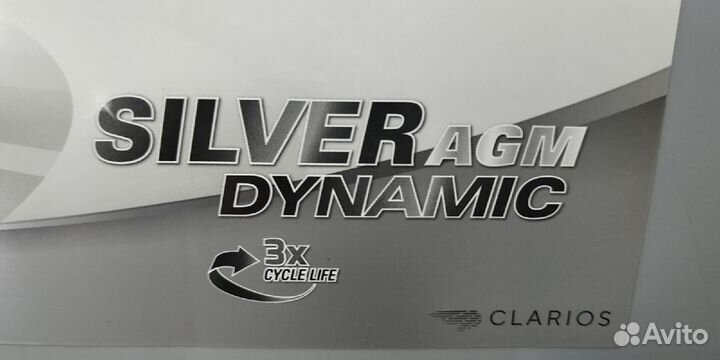 SILVER AGM
DYNAMIC
3x
CYCLE LIFE
CLARIOS
Avito